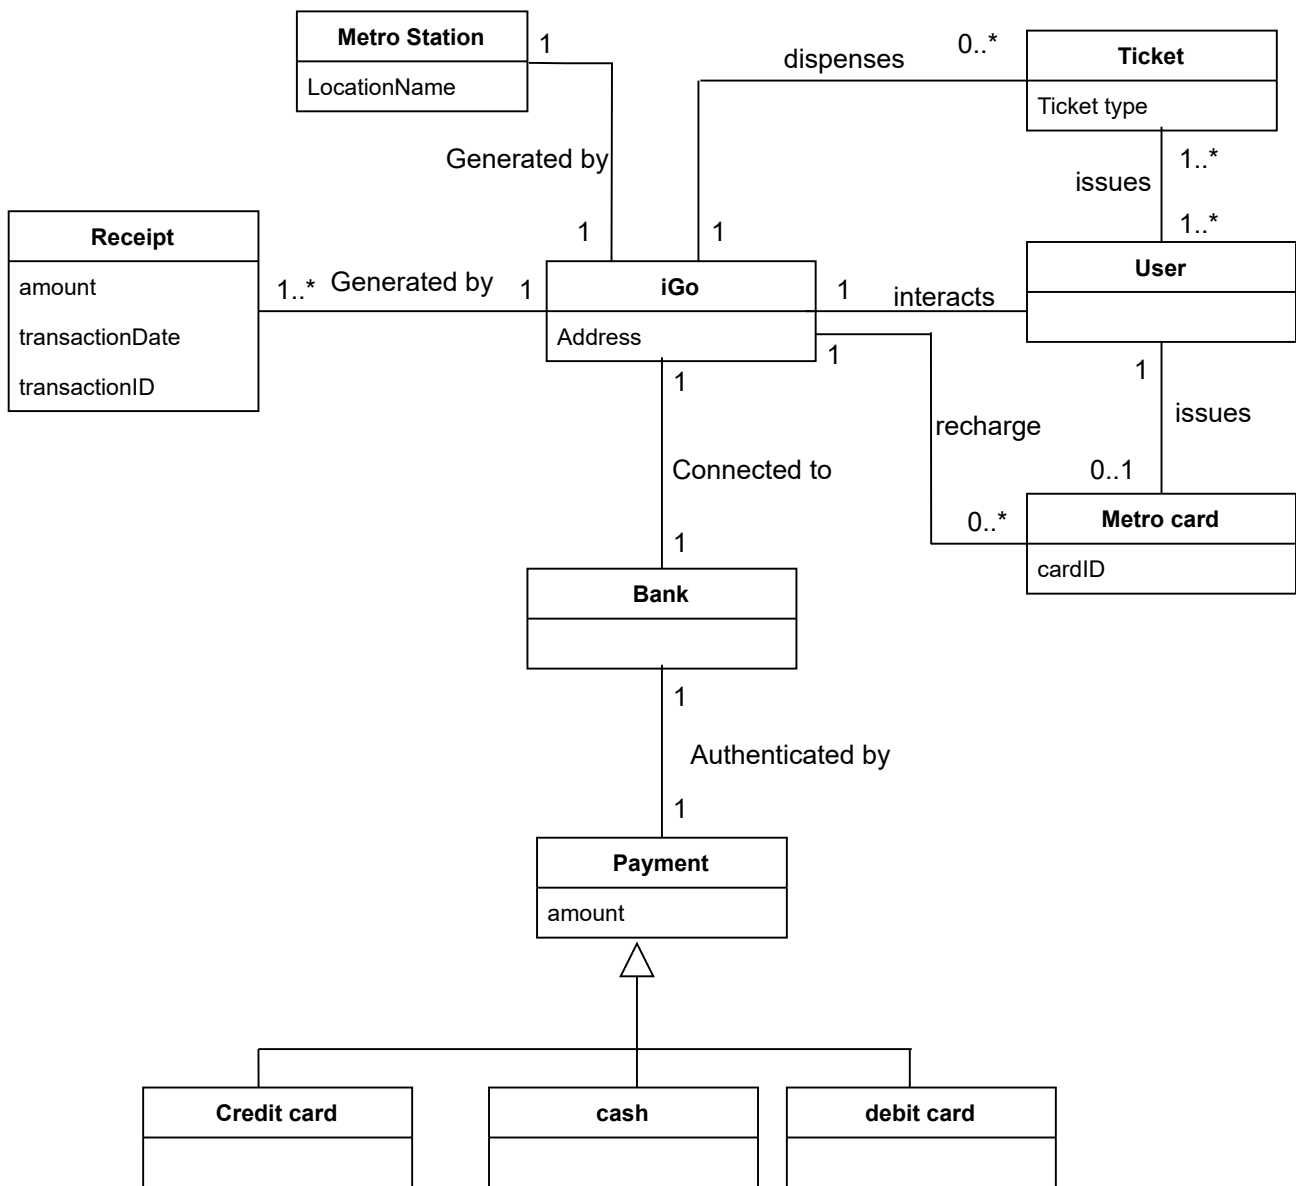 Metro Station
LocationName
1
Generated by
1
dispenses
0..*
1
Ticket
Ticket type
1..*
issues
1..*
Receipt
amount
transactionDate
transactionID
1..*
Generated by
1
iGo
Address
1
interacts
User
1
recharge
0..*
1
issues
0..1
Metro card
cardID
1
Connected to
1
Bank
1
Authenticated by
1
Payment
amount
Credit card
cash
debit card